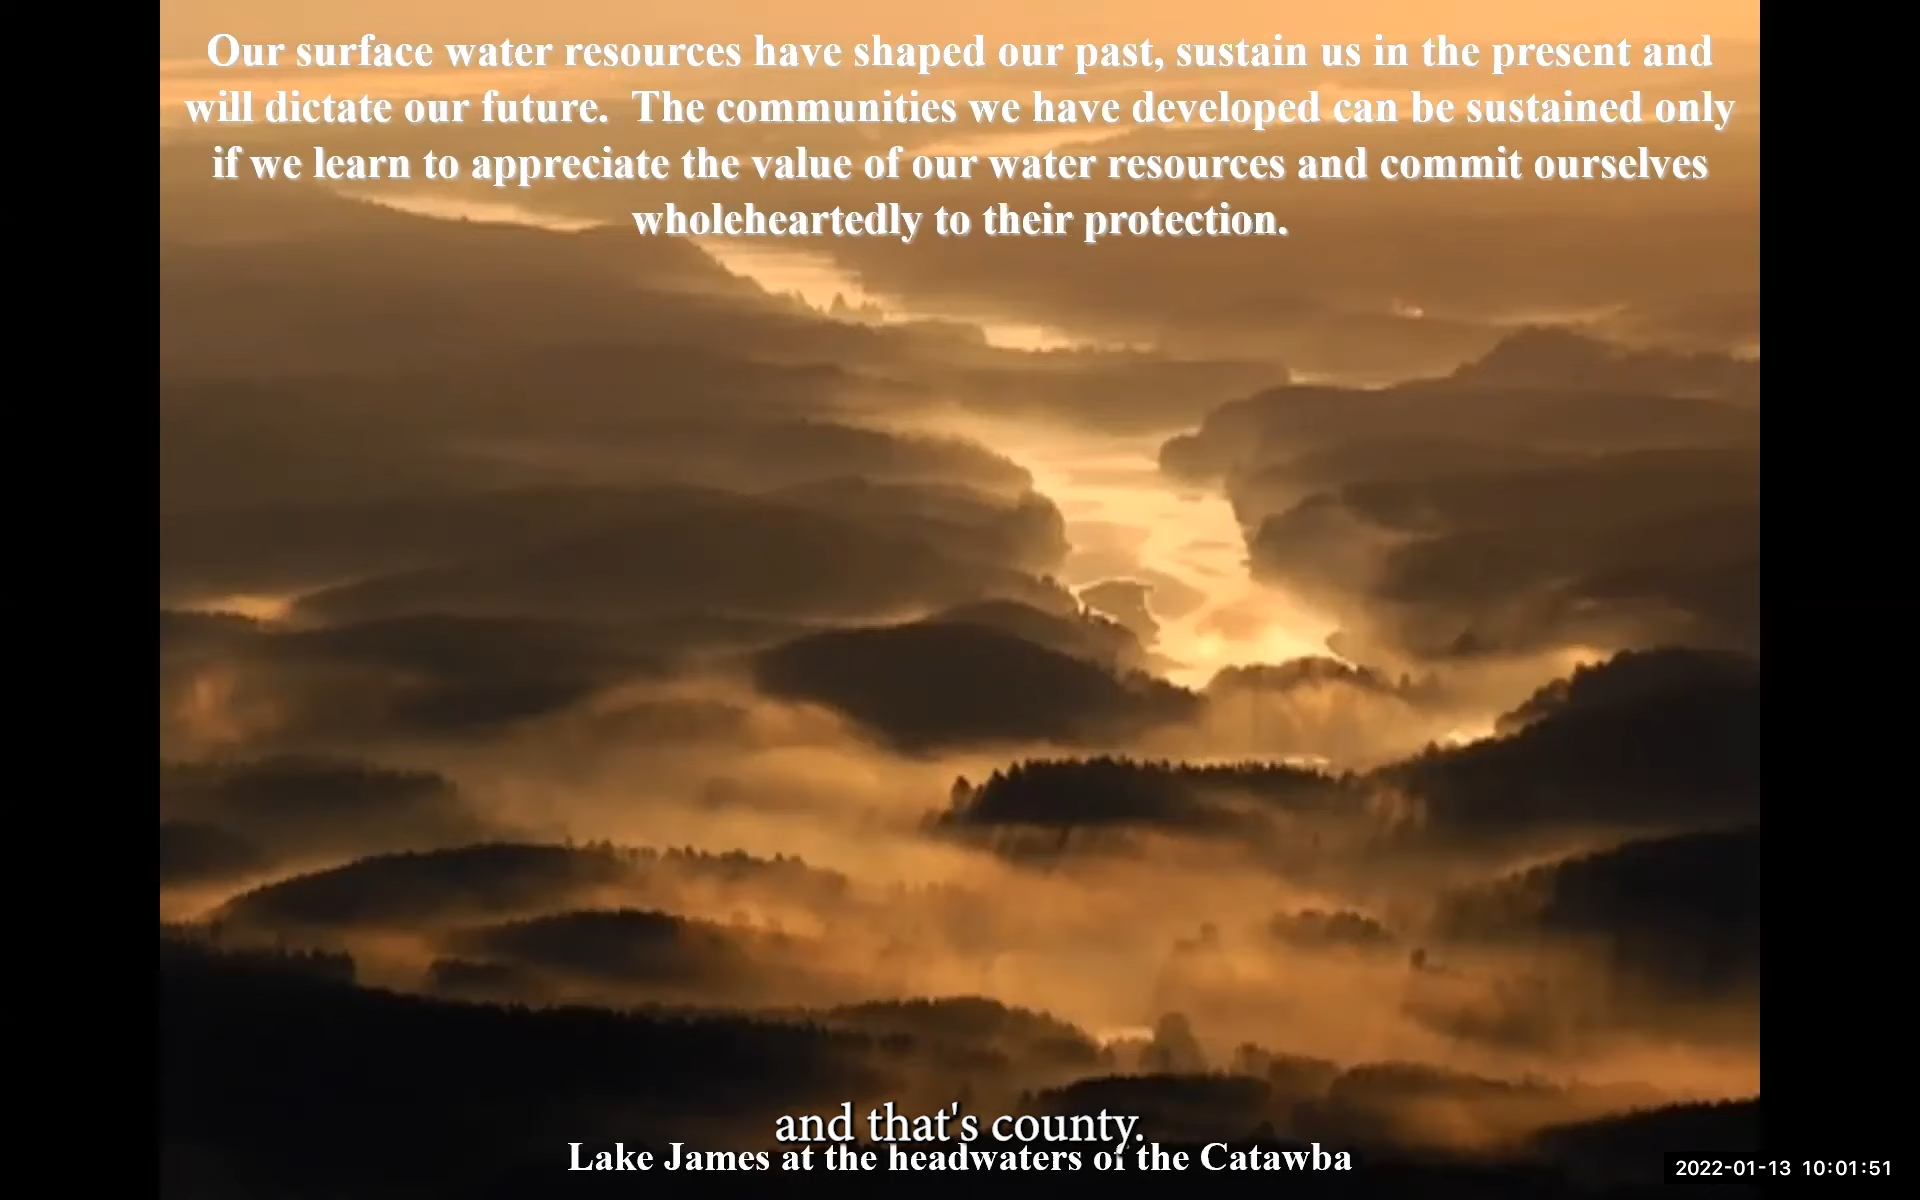 Our surface water resources have shaped our past, sustain us in the present and
will dictate our future.  The communities we have developed can be sustained only
if we learn to appreciate the value of our water resources and commit ourselves
wholeheartedly to their protection.
and that's county.
Lake James at the headwaters of the Catawba
2022-01-13 10:01:51